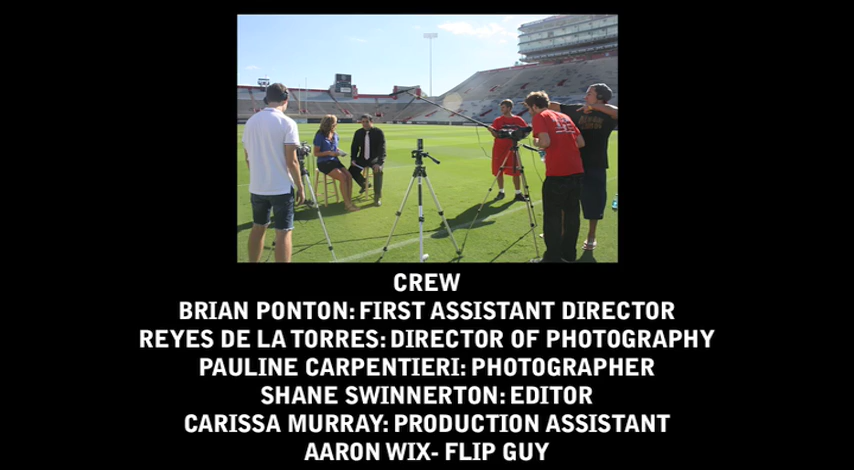 CREW
BRIAN PONTON: FIRST ASSISTANT DIRECTOR
REYES DE LA TORRES: DIRECTOR OF PHOTOGRAPHY
PAULINE CARPENTIERI: PHOTOGRAPHER
SHANE SWINNERTON: EDITOR
CARISSA MURRAY: PRODUCTION ASSISTANT
AARON WIX- FLIP GUY